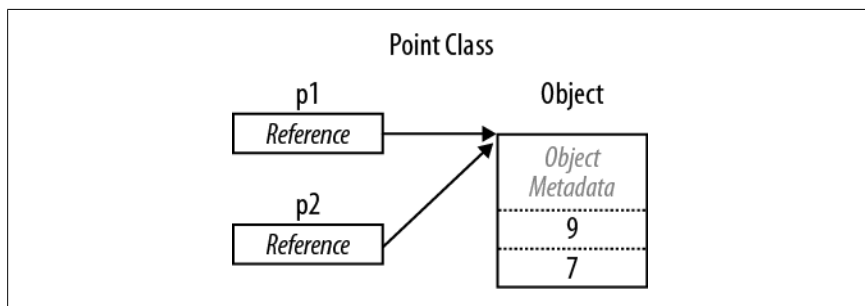 Point Class
p1
Object
Reference
Object
Metadata
p2
9
Reference
7